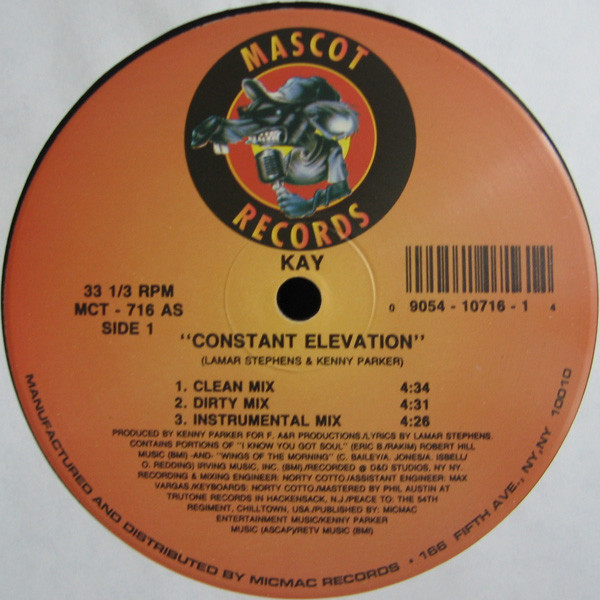 MASCOT
RECORDS
KAY
33 1/3 RPM
MCT - 716 AS
SIDE 1
0 9054 - 10716 - 1 4
"CONSTANT ELEVATION"
(LAMAR STEPHENS & KENNY PARKER)
1. CLEAN MIX 4:34
2. DIRTY MIX 4:31
3. INSTRUMENTAL MIX 4:26
PRODUCED BY KENNY PARKER FOR F. A&R PRODUCTIONS./LYRICS BY LAMAR STEPHENS.
CONTAINS PORTIONS OF "I KNOW YOU GOT SOUL" (ERIC B./RAKIM) ROBERT HILL
MUSIC (BMI) -AND- "WINGS OF THE MORNING" (C. BAILEY/A. JONES/A. ISBELL/
O. REDDING) IRVING MUSIC, INC. (BMI)./RECORDED @ D&D STUDIOS, NY NY.
RECORDING & MIXING ENGINEER: NORTY COTTO./ASSISTANT ENGINEER: MAX
VARGAS./KEYBOARDS: NORTY COTTO./MASTERED BY PHIL AUSTIN AT
TRUTONE RECORDS IN HACKENSACK, N.J./PEACE TO: THE 54TH
REGIMENT, CHILLTOWN, USA./PUBLISHED BY: MICMAC
ENTERTAINMENT MUSIC/KENNY PARKER
MUSIC (ASCAP)/RETV MUSIC (BMI)
MANUFACTURED AND DISTRIBUTED BY MICMAC RECORDS • 166 FIFTH AVE., NY, NY 10010